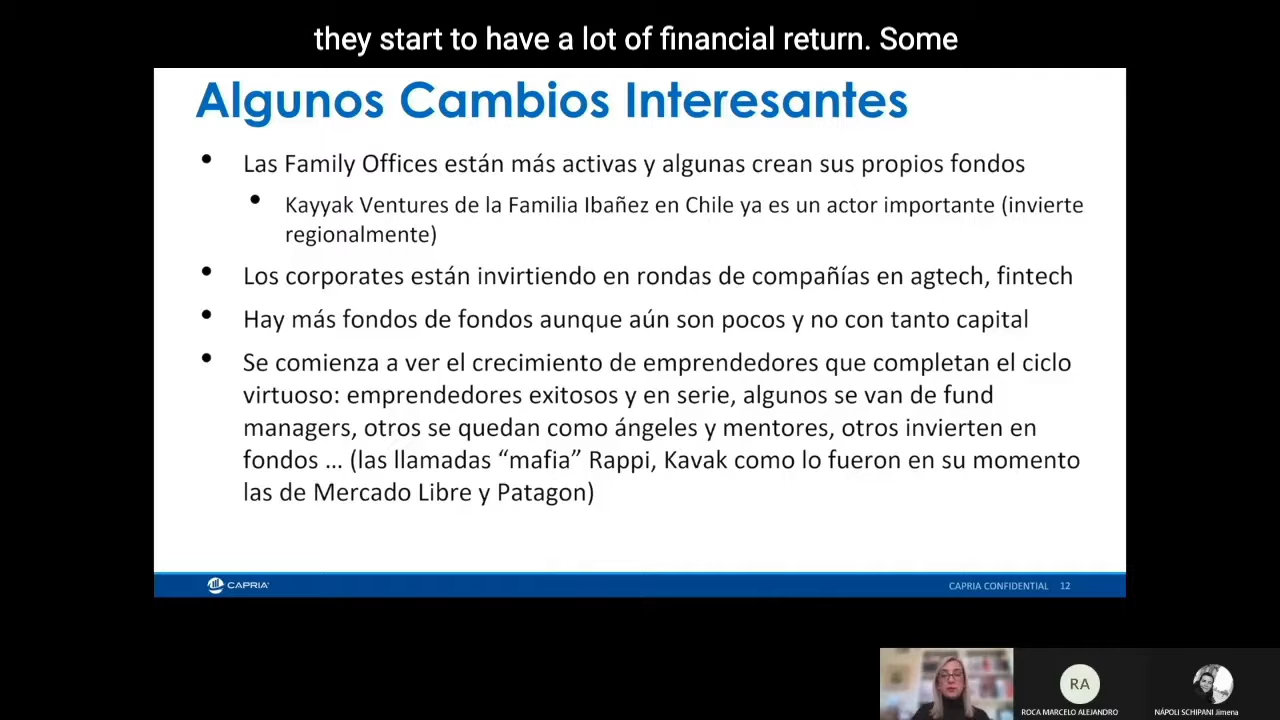 they start to have a lot of financial return. Some
Algunos Cambios Interesantes
• Las Family Offices están más activas y algunas crean sus propios fondos
• Kayyak Ventures de la Familia Ibañez en Chile ya es un actor importante (invierte
regionalmente)
• Los corporates están invirtiendo en rondas de compañías en agtech, fintech
• Hay más fondos de fondos aunque aún son pocos y no con tanto capital
• Se comienza a ver el crecimiento de emprendedores que completan el ciclo
virtuoso: emprendedores exitosos y en serie, algunos se van de fund
managers, otros se quedan como ángeles y mentores, otros invierten en
fondos … (las llamadas “mafia” Rappi, Kavak como lo fueron en su momento
las de Mercado Libre y Patagon)
CAPRIA
CAPRIA CONFIDENTIAL 12
RA
ROCA MARCELO ALEJANDRO
NÁPOLI SCHIPANI Jimena